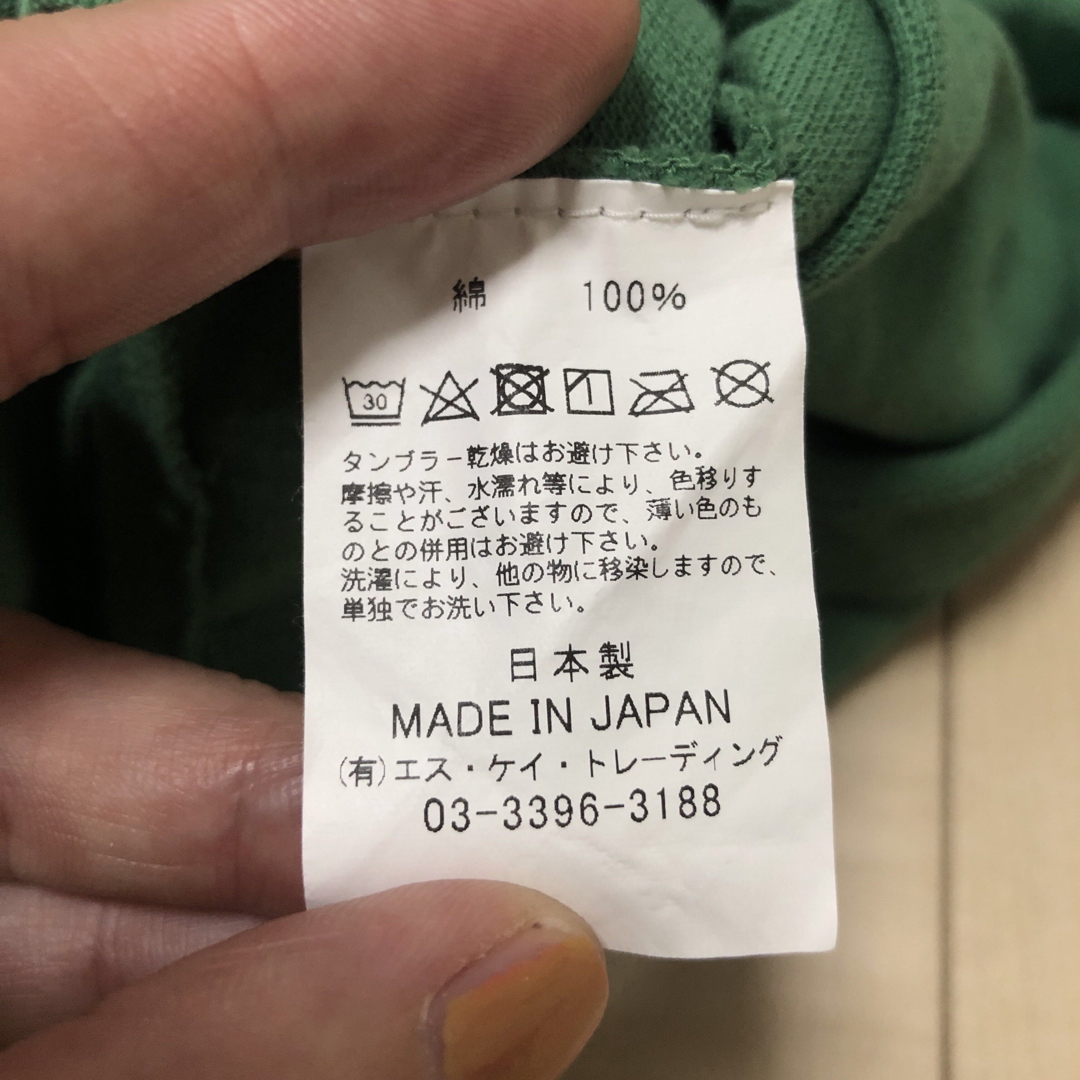 綿 100%
30
タンブラー乾燥はお避け下さい。
摩擦や汗、水濡れ等により、色移りす
ることがございますので、薄い色のも
のとの併用はお避け下さい。
洗濯により、他の物に移染しますので、
単独でお洗い下さい。
日本製
MADE IN JAPAN
(有)エス・ケイ・トレーディング
03-3396-3188